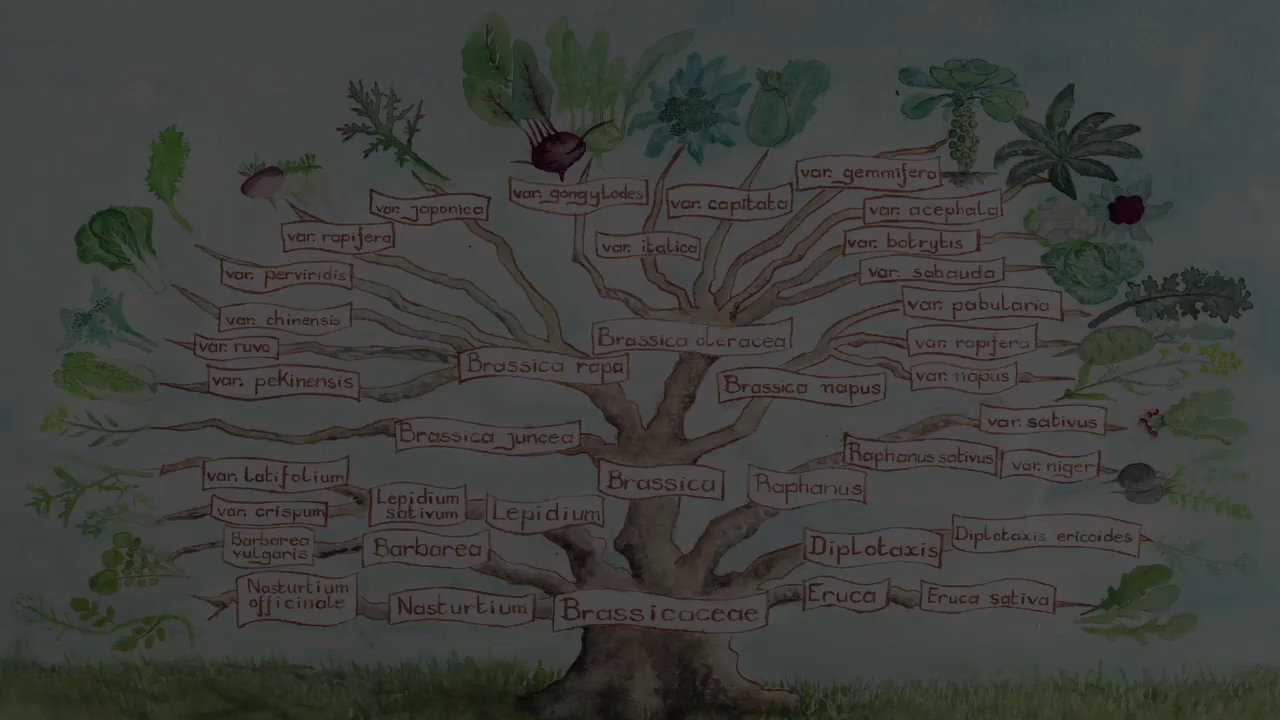 var. gemmifera
var. gongylodes
var. capitata
var. japonica
var. acephala
var. rapifera
var. italica
var. botrytis
var. perviridis
var. sabauda
var. pabularia
var. chinensis
Brassica oleracea
var. rapifera
var. ruvo
Brassica rapa
var. pekinensis
Brassica napus
var. napus
var. sativus
Brassica juncea
Raphanus sativus
var. niger
var. latifolium
Brassica
Raphanus
var. crispum
Lepidium
sativum
Lepidium
Barbarea
vulgaris
Barbarea
Diplotaxis
Diplotaxis ericoides
Nasturtium
officinale
Nasturtium
Brassicaceae
Eruca
Eruca sativa